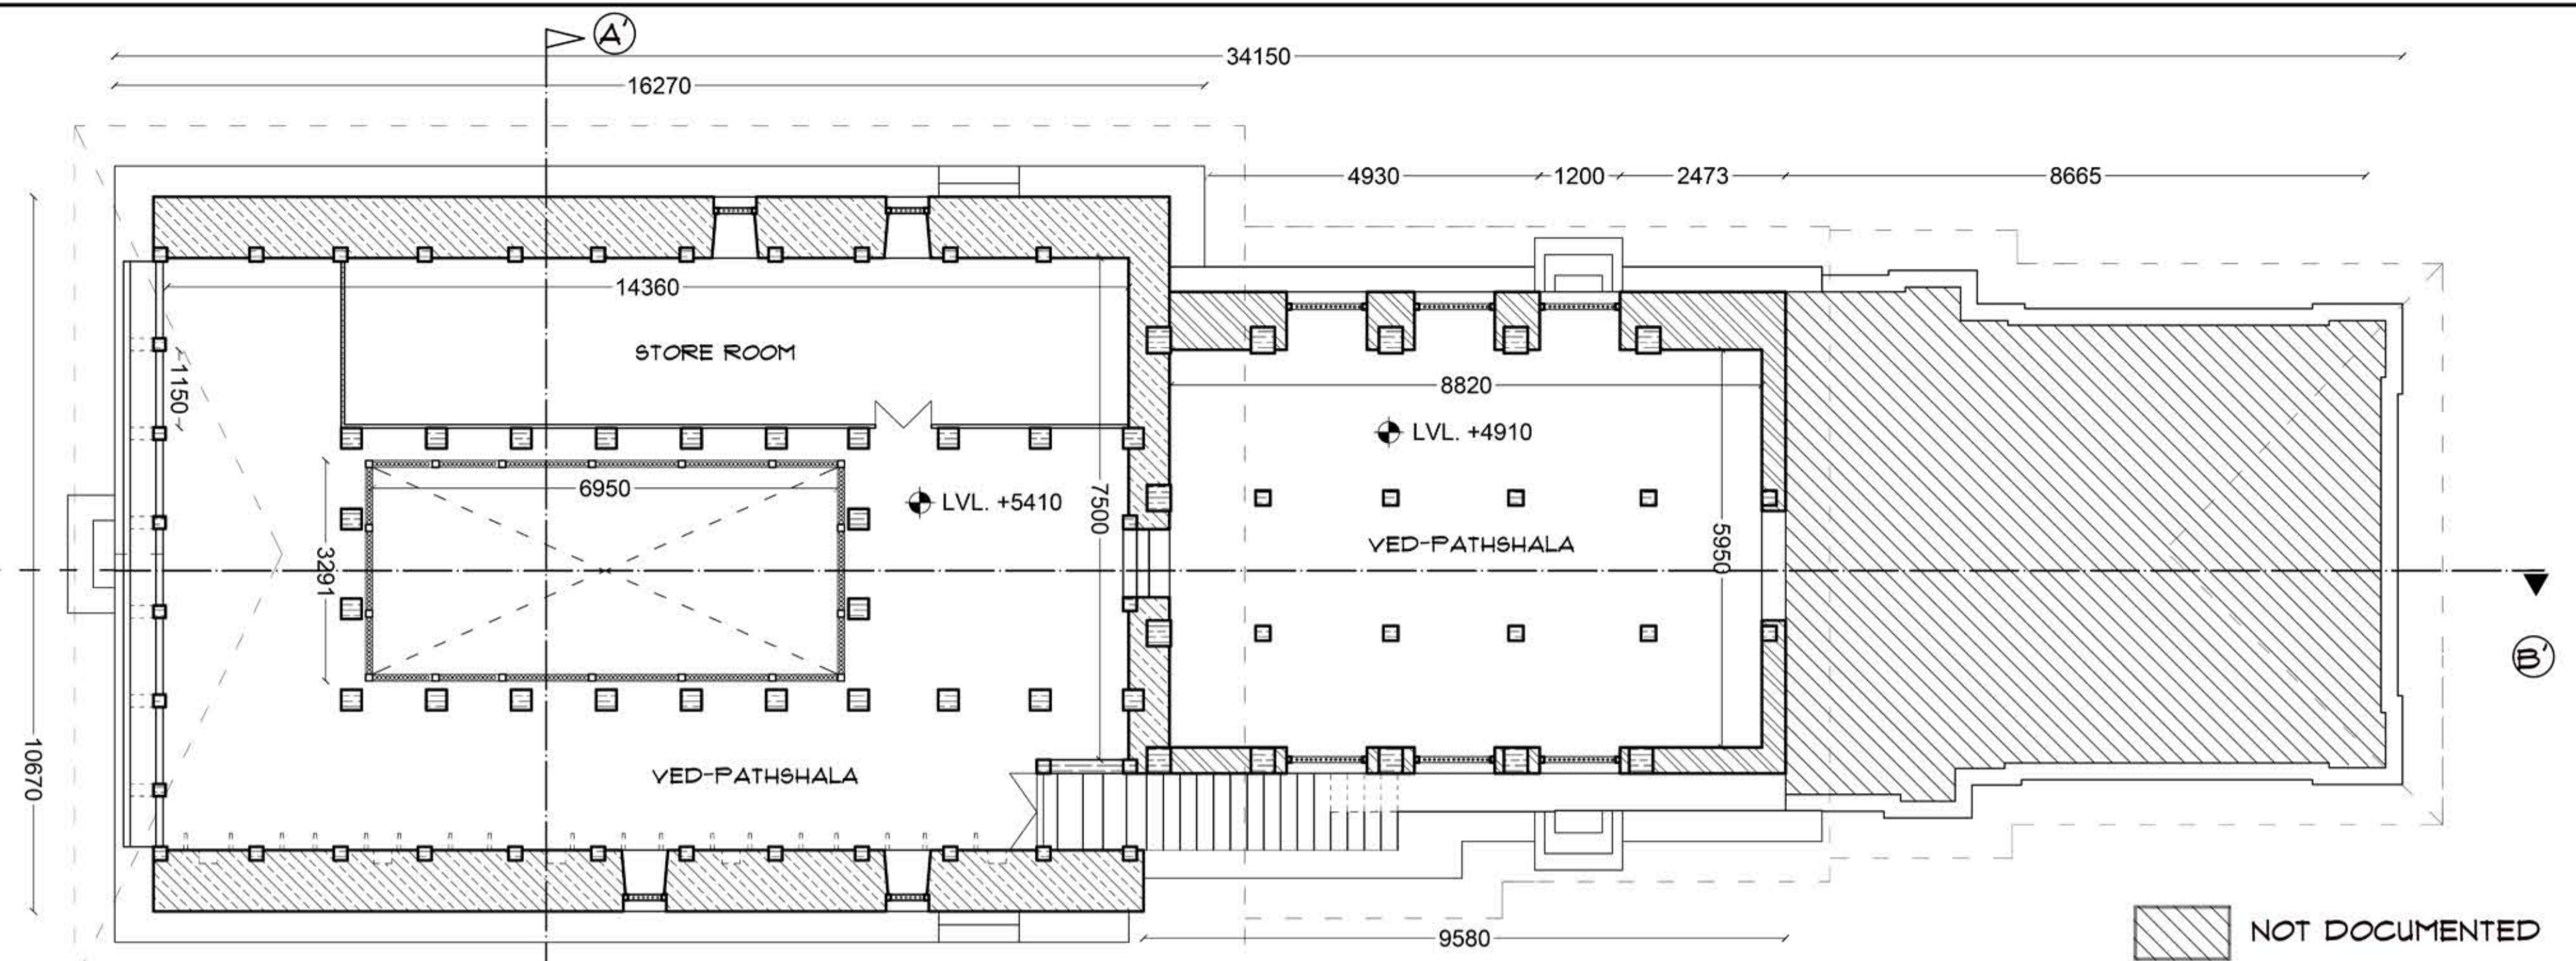 A'
34150
16270
4930
1200
2473
8665
14360
STORE ROOM
1150
8820
LVL. +4910
6950
LVL. +5410
7500
VED-PATHSHALA
5950
3291
B'
10670
VED-PATHSHALA
9580
NOT DOCUMENTED